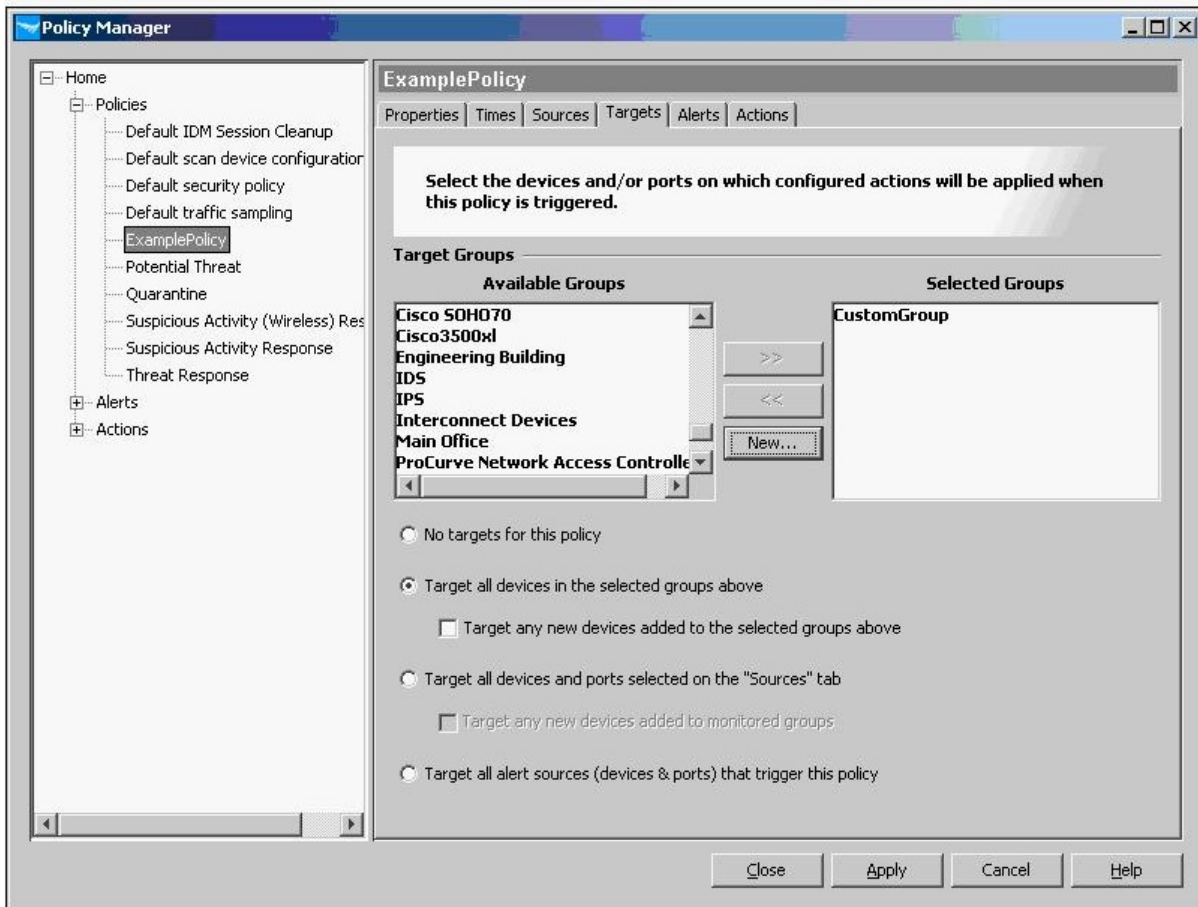 Policy Manager
Home
Policies
Default IDM Session Cleanup
Default scan device configuration
Default security policy
Default traffic sampling
ExamplePolicy
Potential Threat
Quarantine
Suspicious Activity (Wireless) Res
Suspicious Activity Response
Threat Response
Alerts
Actions
ExamplePolicy
Properties Times Sources Targets Alerts Actions
Select the devices and/or ports on which configured actions will be applied when
this policy is triggered.
Target Groups
Available Groups
Cisco SOHO70
Cisco3500xl
Engineering Building
IDS
IPS
Interconnect Devices
Main Office
ProCurve Network Access Controlle
>>
<<
New...
Selected Groups
CustomGroup
No targets for this policy
Target all devices in the selected groups above
Target any new devices added to the selected groups above
Target all devices and ports selected on the "Sources" tab
Target any new devices added to monitored groups
Target all alert sources (devices & ports) that trigger this policy
Close Apply Cancel Help